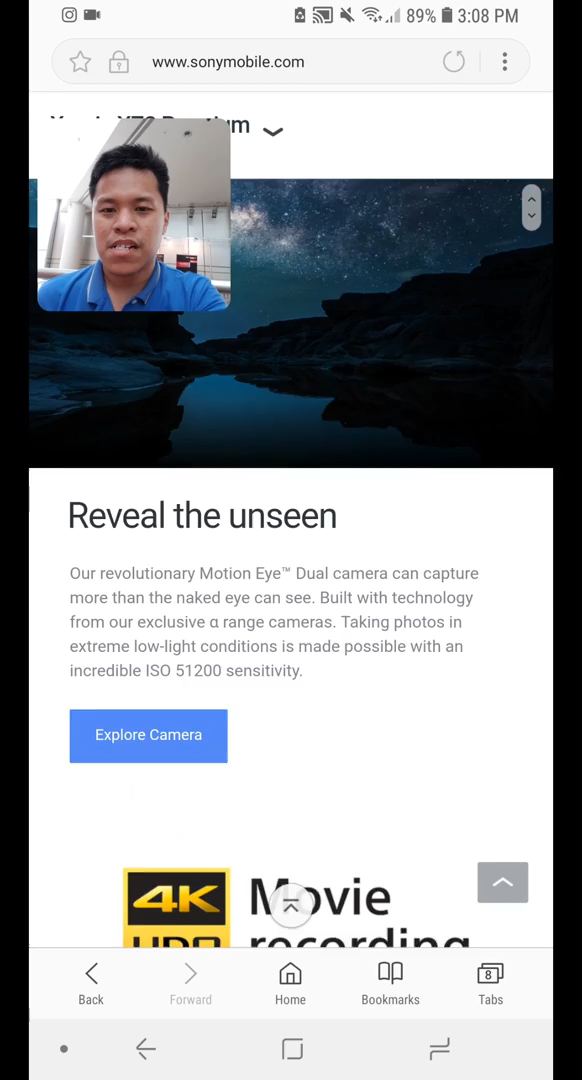 89% 3:08 PM
www.sonymobile.com
Reveal the unseen
Our revolutionary Motion Eye™ Dual camera can capture
more than the naked eye can see. Built with technology
from our exclusive α range cameras. Taking photos in
extreme low-light conditions is made possible with an
incredible ISO 51200 sensitivity.
Explore Camera
4K Movie
HDR recording
8
Back Forward Home Bookmarks Tabs